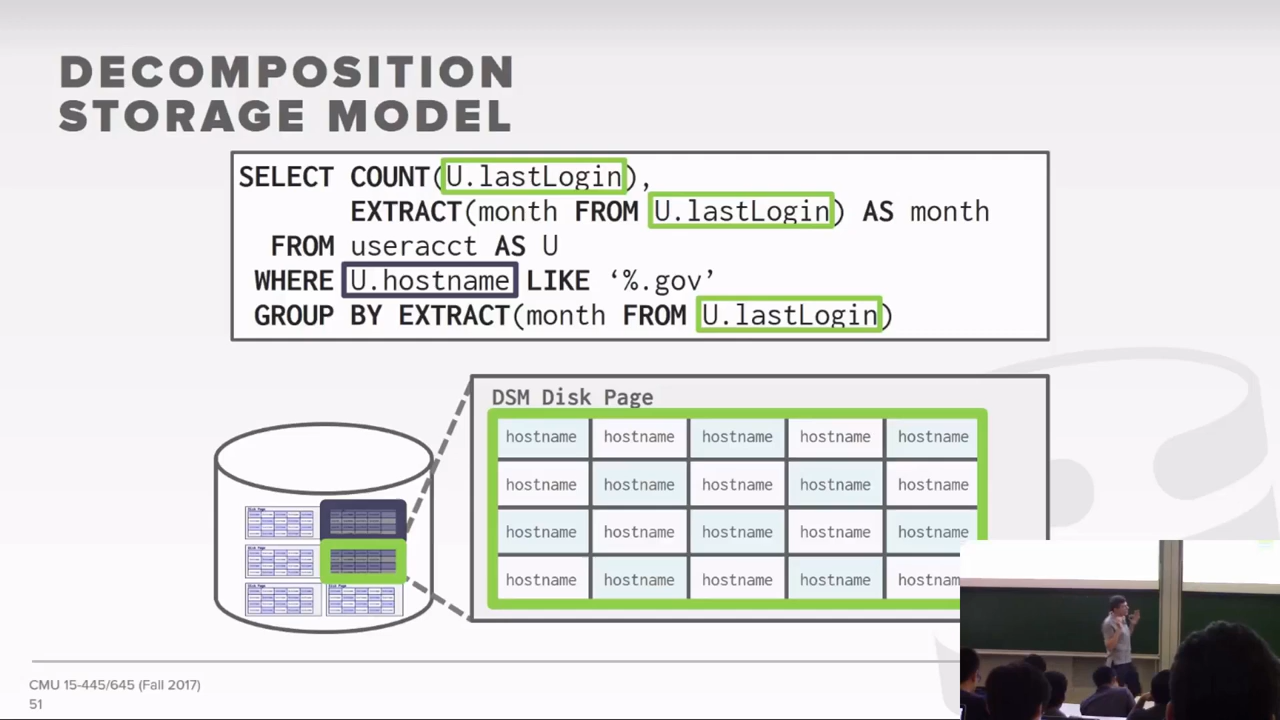 DECOMPOSITION
STORAGE MODEL
SELECT COUNT(U.lastLogin),
EXTRACT(month FROM U.lastLogin) AS month
FROM useracct AS U
WHERE U.hostname LIKE ‘%.gov’
GROUP BY EXTRACT(month FROM U.lastLogin)
DSM Disk Page
hostname hostname hostname hostname hostname
hostname hostname hostname hostname hostname
hostname hostname hostname hostname hostname
hostname hostname hostname hostname
CMU 15-445/645 (Fall 2017)
51